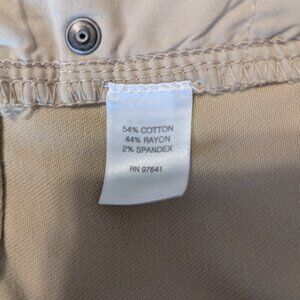 54% COTTON
44% RAYON
2% SPANDEX
RN 97641